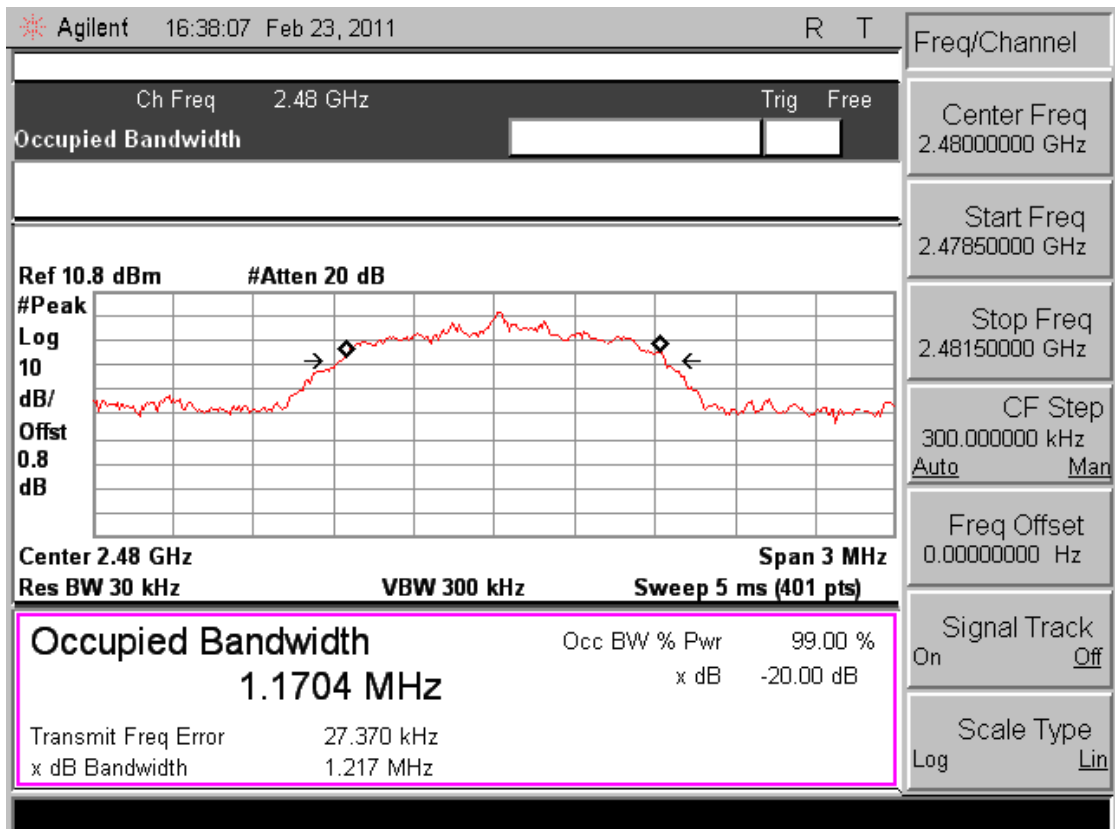 Agilent 16:38:07 Feb 23, 2011 R T
Ch Freq 2.48 GHz Trig Free
Occupied Bandwidth
Ref 10.8 dBm #Atten 20 dB
#Peak
Log
10
dB/
Offst
0.8
dB
Center 2.48 GHz Span 3 MHz
Res BW 30 kHz VBW 300 kHz Sweep 5 ms (401 pts)
Occupied Bandwidth
1.1704 MHz
Occ BW % Pwr 99.00 %
x dB -20.00 dB
Transmit Freq Error 27.370 kHz
x dB Bandwidth 1.217 MHz
Freq/Channel
Center Freq
2.48000000 GHz
Start Freq
2.47850000 GHz
Stop Freq
2.48150000 GHz
CF Step
300.000000 kHz
Auto Man
Freq Offset
0.00000000 Hz
Signal Track
On Off
Scale Type
Log Lin